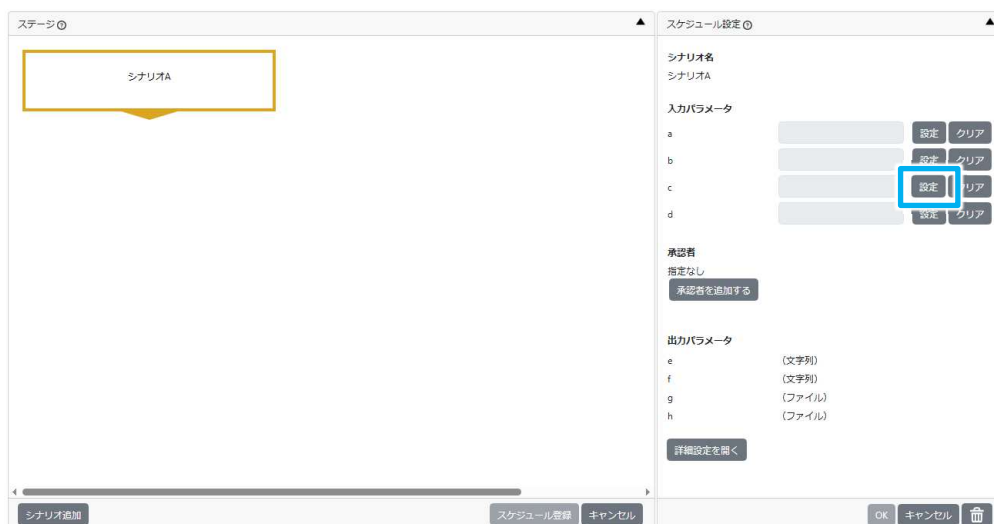 ステージ
シナリオA
シナリオ追加
スケジュール登録 キャンセル
スケジュール設定
シナリオ名
シナリオA
入力パラメータ
a 設定 クリア
b 設定 クリア
c 設定 クリア
d 設定 クリア
承認者
指定なし
承認者を追加する
出力パラメータ
e (文字列)
f (文字列)
g (ファイル)
h (ファイル)
詳細設定を開く
OK キャンセル